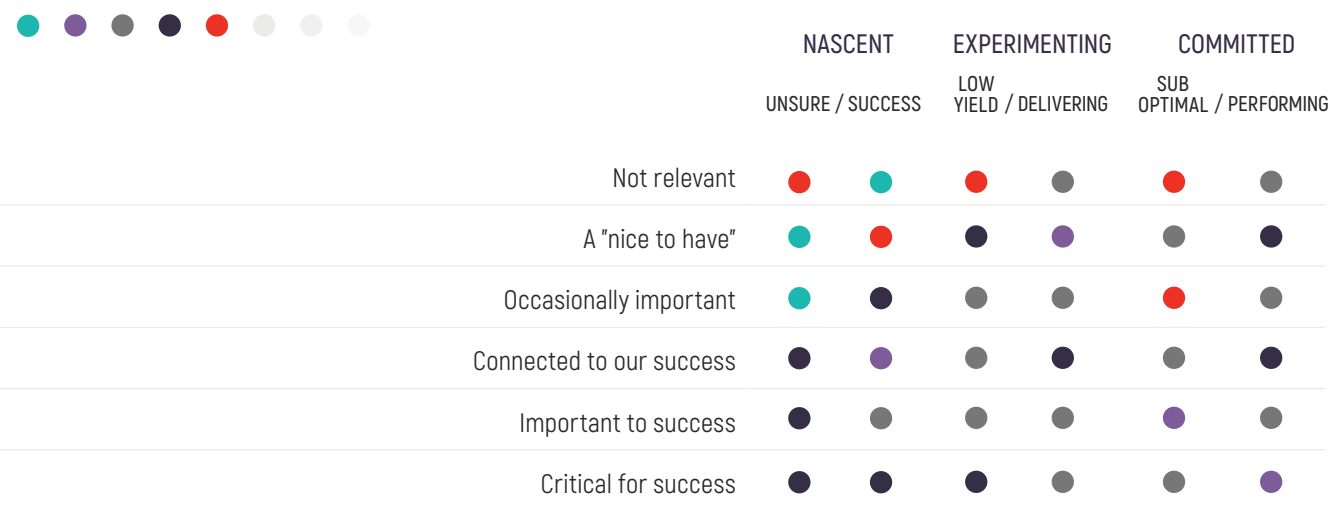 NASCENT EXPERIMENTING COMMITTED
LOW SUB
UNSURE / SUCCESS YIELD / DELIVERING OPTIMAL / PERFORMING
Not relevant
A "nice to have"
Occasionally important
Connected to our success
Important to success
Critical for success